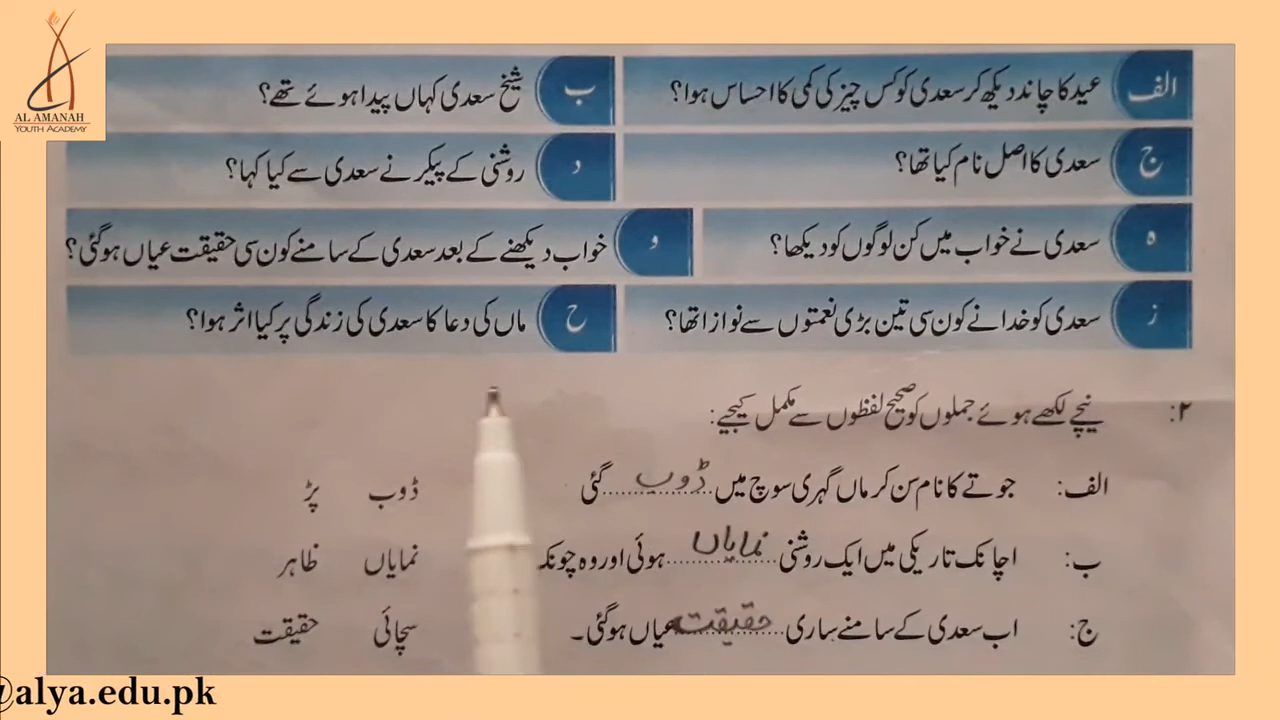 AL AMANAH
YOUTH ACADEMY
الف عید کا چاند دیکھ کر سعدی کو کس چیز کی کمی کا احساس ہوا؟
ب شیخ سعدی کہاں پیدا ہوئے تھے؟
ج سعدی کا اصل نام کیا تھا؟
د روشنی کے پیکر نے سعدی سے کیا کہا؟
ہ سعدی نے خواب میں کن لوگوں کو دیکھا؟
و خواب دیکھنے کے بعد سعدی کے سامنے کون سی حقیقت عیاں ہوگئی؟
ز سعدی کو خدا نے کون سی تین بڑی نعمتوں سے نوازا تھا؟
ح ماں کی دعا کا سعدی کی زندگی پر کیا اثر ہوا؟
۲: نیچے لکھے ہوئے جملوں کو صحیح لفظوں سے مکمل کیجیے:
الف: جوتے کا نام سن کر ماں گہری سوچ میں ڈوب گئی ڈوب پڑ
ب: اچانک تاریکی میں ایک روشنی نمایاں ہوئی اور وہ چونک نمایاں ظاہر
ج: اب سعدی کے سامنے ساری حقیقت عیاں ہوگئی۔ سچائی حقیقت
@alya.edu.pk